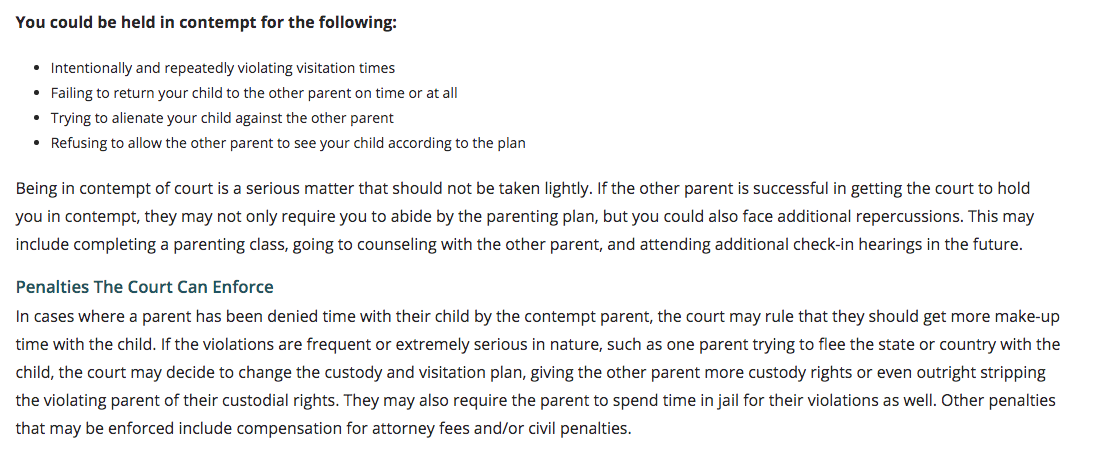 You could be held in contempt for the following:
• Intentionally and repeatedly violating visitation times
• Failing to return your child to the other parent on time or at all
• Trying to alienate your child against the other parent
• Refusing to allow the other parent to see your child according to the plan
Being in contempt of court is a serious matter that should not be taken lightly. If the other parent is successful in getting the court to hold
you in contempt, they may not only require you to abide by the parenting plan, but you could also face additional repercussions. This may
include completing a parenting class, going to counseling with the other parent, and attending additional check-in hearings in the future.
Penalties The Court Can Enforce
In cases where a parent has been denied time with their child by the contempt parent, the court may rule that they should get more make-up
time with the child. If the violations are frequent or extremely serious in nature, such as one parent trying to flee the state or country with the
child, the court may decide to change the custody and visitation plan, giving the other parent more custody rights or even outright stripping
the violating parent of their custodial rights. They may also require the parent to spend time in jail for their violations as well. Other penalties
that may be enforced include compensation for attorney fees and/or civil penalties.